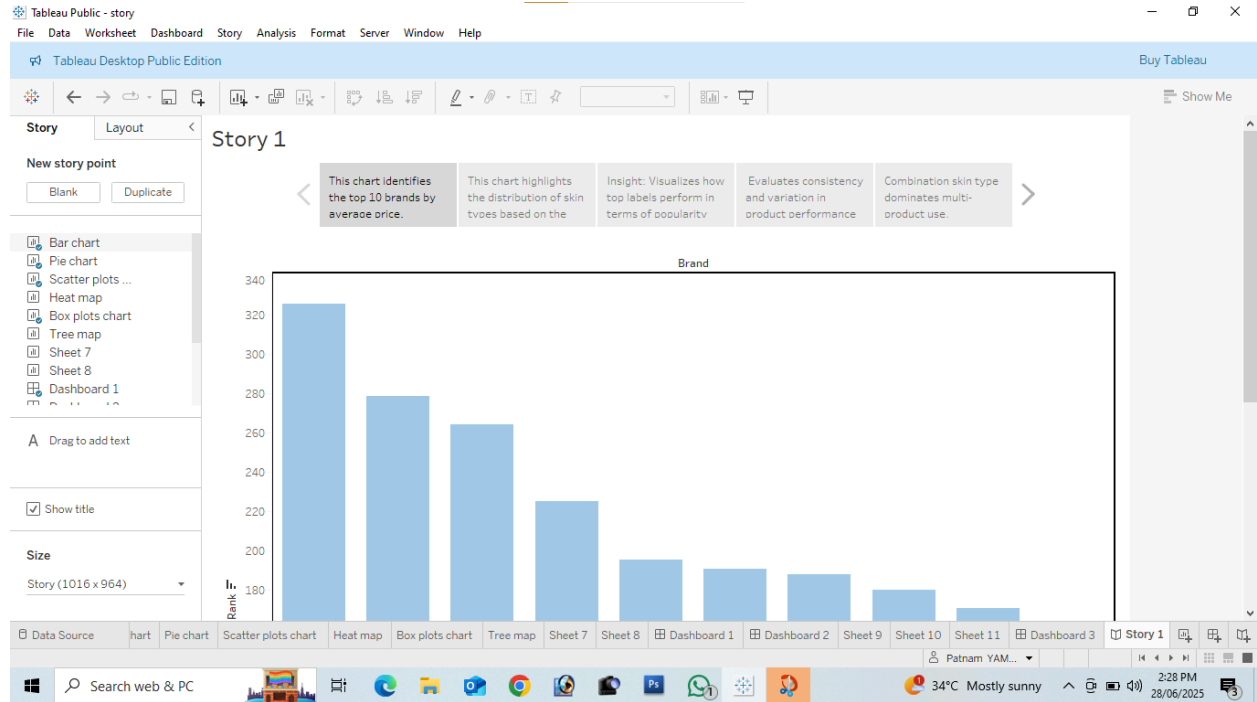 Tableau Public - story
File Data Worksheet Dashboard Story Analysis Format Server Window Help
Tableau Desktop Public Edition
Buy Tableau
Show Me
Story Layout
New story point
Blank Duplicate
Bar chart
Pie chart
Scatter plots ...
Heat map
Box plots chart
Tree map
Sheet 7
Sheet 8
Dashboard 1
A Drag to add text
Show title
Size
Story (1016 x 964)
Story 1
This chart identifies
the top 10 brands by
average price.
This chart highlights
the distribution of skin
types based on the
Insight: Visualizes how
top labels perform in
terms of popularity
Evaluates consistency
and variation in
product performance
Combination skin type
dominates multi-
product use.
Brand
340
320
300
280
260
240
220
200
180
Rank
Data Source hart Pie chart Scatter plots chart Heat map Box plots chart Tree map Sheet 7 Sheet 8 Dashboard 1 Dashboard 2 Sheet 9 Sheet 10 Sheet 11 Dashboard 3 Story 1
Patnam YAM...
Search web & PC
Ps
1
1
34°C Mostly sunny
2:28 PM
28/06/2025
3